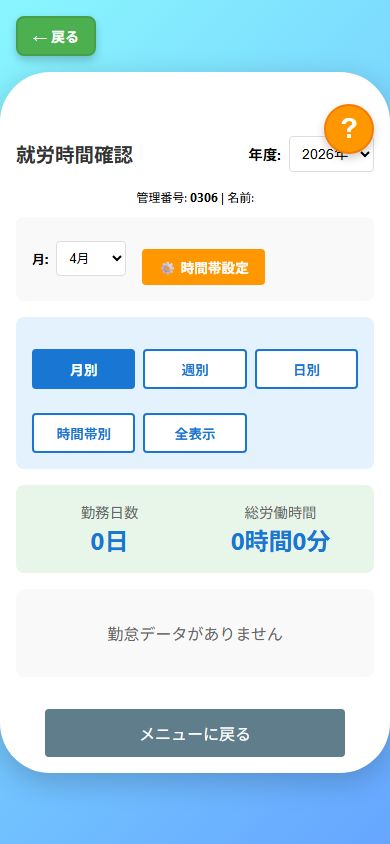 ← 戻る
?
就労時間確認
年度: 2026年
管理番号: 0306 | 名前:
月: 4月 時間帯設定
月別 週別 日別
時間帯別 全表示
勤務日数 総労働時間
0日 0時間0分
勤怠データがありません
メニューに戻る